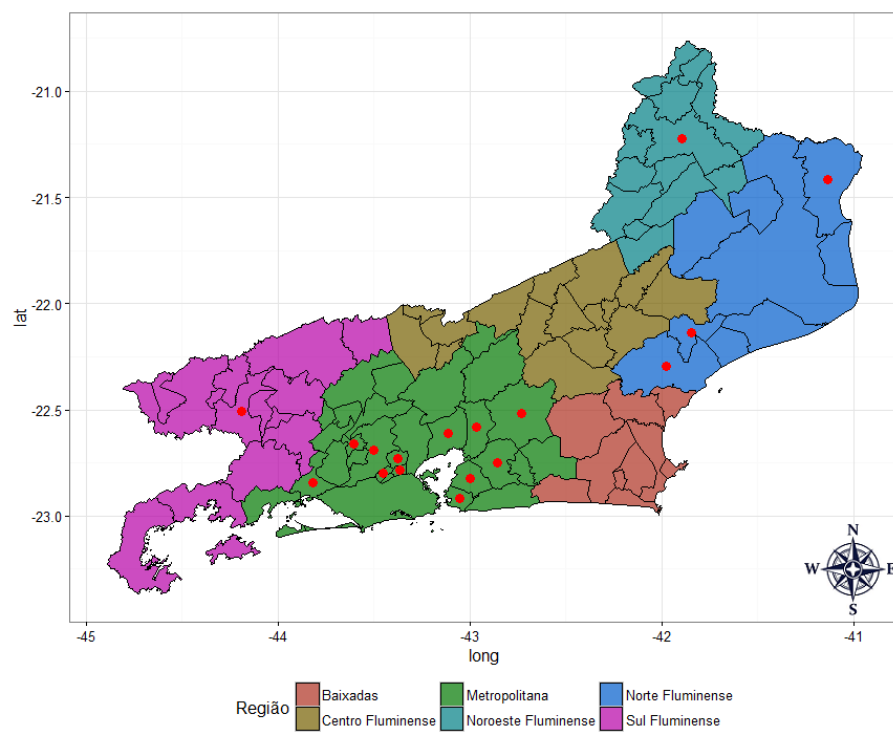 -21.0
-21.5
-22.0
-22.5
-23.0
lat
N
W E
S
-45 -44 -43 -42 -41
long
Região
Baixadas Metropolitana Norte Fluminense
Centro Fluminense Noroeste Fluminense Sul Fluminense